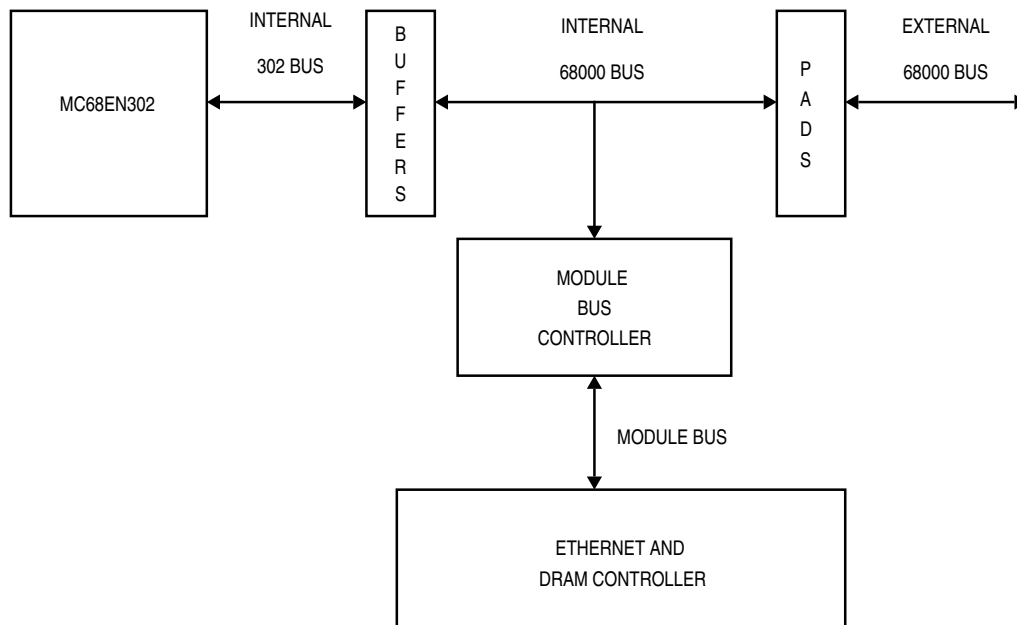 INTERNAL
302 BUS
INTERNAL
68000 BUS
EXTERNAL
68000 BUS
MC68EN302
B
U
F
F
E
R
S
P
A
D
S
MODULE
BUS
CONTROLLER
MODULE BUS
ETHERNET AND
DRAM CONTROLLER